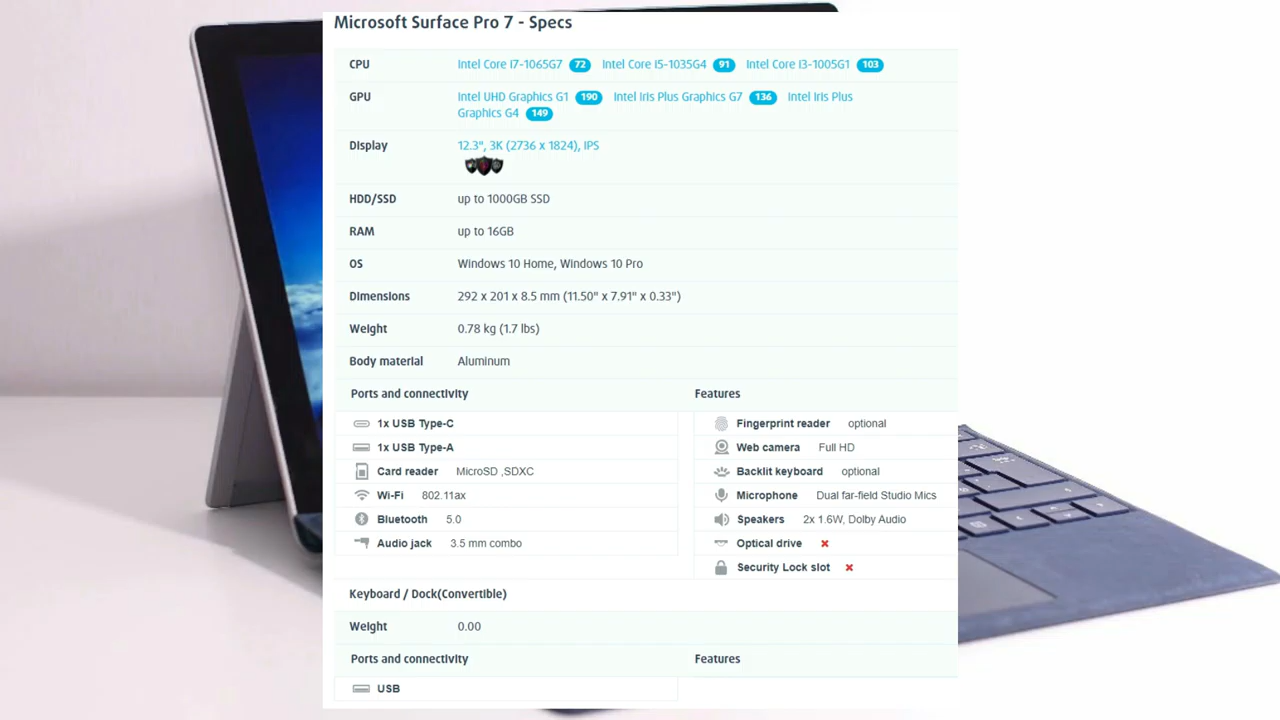 Microsoft Surface Pro 7 - Specs
CPU Intel Core I7-1065G7 72 Intel Core I5-1035G4 91 Intel Core I3-1005G1 103
GPU Intel UHD Graphics G1 190 Intel Iris Plus Graphics G7 136 Intel Iris Plus
Graphics G4 149
Display 12.3", 3K (2736 x 1824), IPS
HDD/SSD up to 1000GB SSD
RAM up to 16GB
OS Windows 10 Home, Windows 10 Pro
Dimensions 292 x 201 x 8.5 mm (11.50" x 7.91" x 0.33")
Weight 0.78 kg (1.7 lbs)
Body material Aluminum
Ports and connectivity
1x USB Type-C
1x USB Type-A
Card reader MicroSD ,SDXC
Wi-Fi 802.11ax
Bluetooth 5.0
Audio jack 3.5 mm combo
Features
Fingerprint reader optional
Web camera Full HD
Backlit keyboard optional
Microphone Dual far-field Studio Mics
Speakers 2x 1.6W, Dolby Audio
Optical drive
Security Lock slot
Keyboard / Dock(Convertible)
Weight 0.00
Ports and connectivity
USB
Features